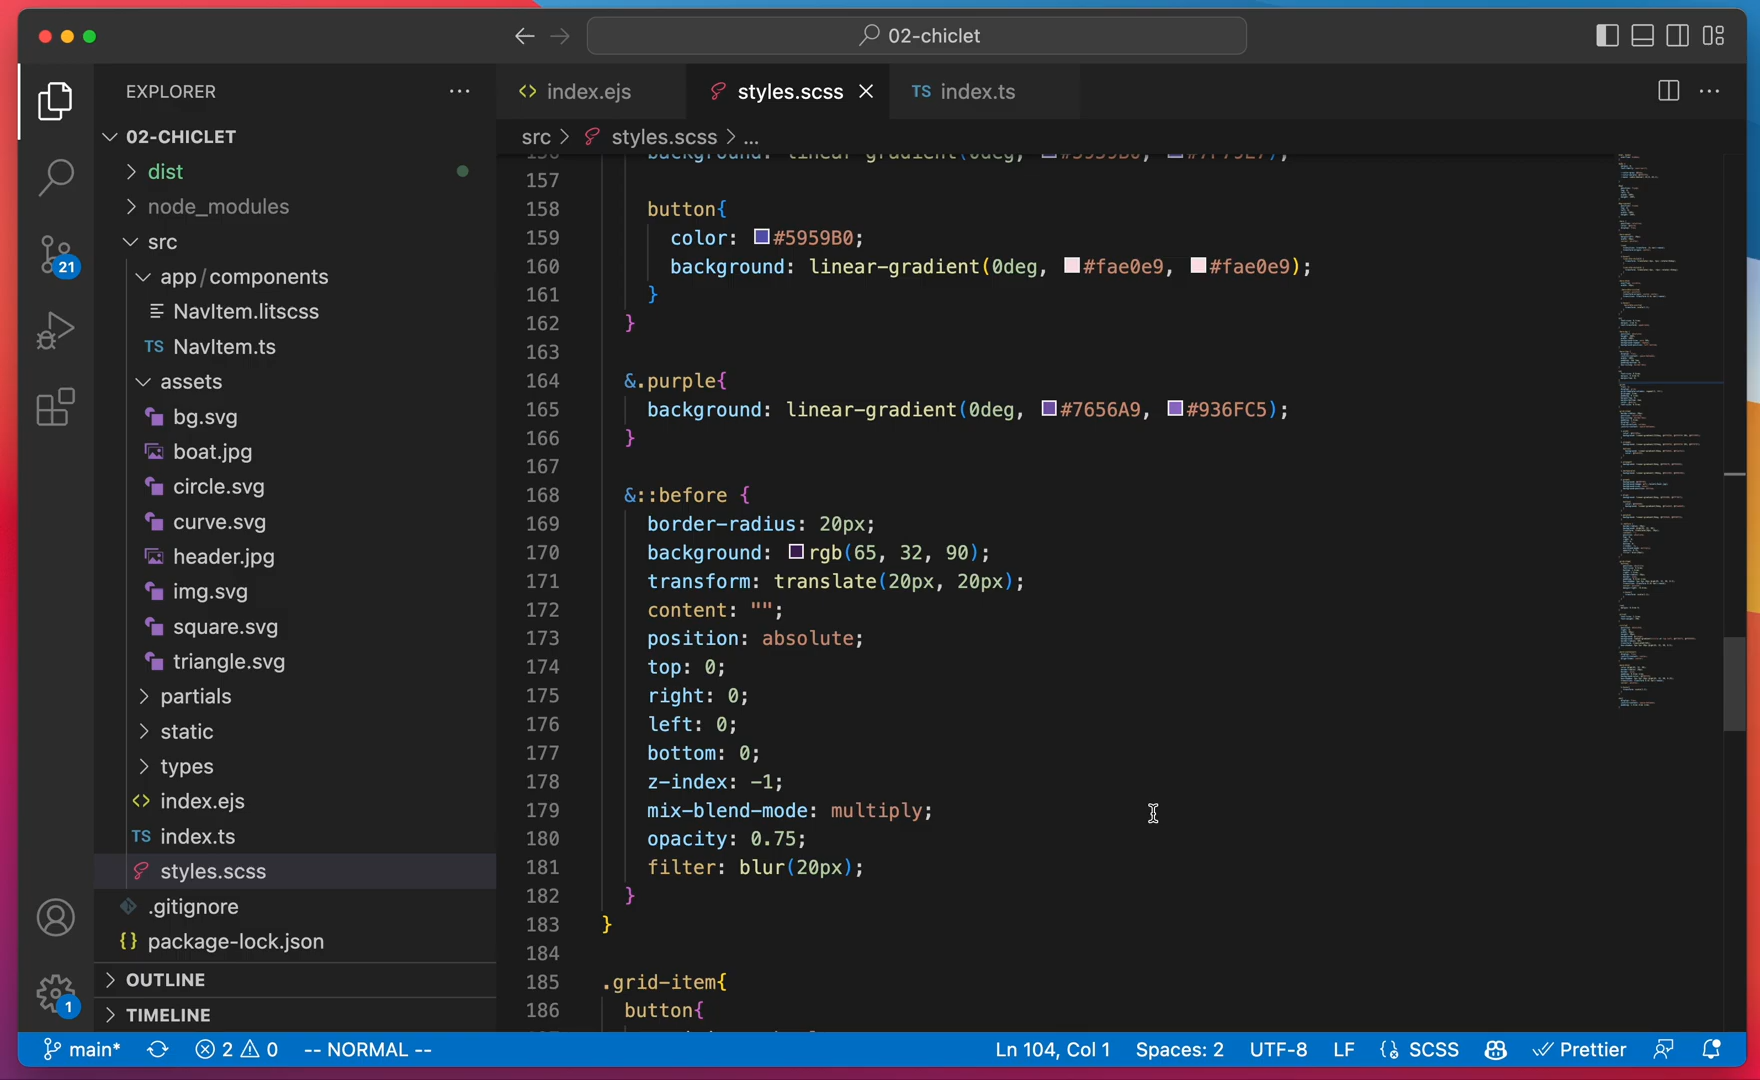 02-chiclet
EXPLORER
02-CHICLET
dist
node_modules
src
app/components
NavItem.litscss
TS NavItem.ts
assets
bg.svg
boat.jpg
circle.svg
curve.svg
header.jpg
img.svg
square.svg
triangle.svg
partials
static
types
<> index.ejs
TS index.ts
styles.scss
.gitignore
{} package-lock.json
OUTLINE
TIMELINE
21
1
<> index.ejs
styles.scss
TS index.ts
src > styles.scss > ...
157
158 button{
159 color: #5959B0;
160 background: linear-gradient(0deg, #fae0e9, #fae0e9);
161 }
162 }
163
164 &.purple{
165 background: linear-gradient(0deg, #7656A9, #936FC5);
166 }
167
168 &::before {
169 border-radius: 20px;
170 background: rgb(65, 32, 90);
171 transform: translate(20px, 20px);
172 content: "";
173 position: absolute;
174 top: 0;
175 right: 0;
176 left: 0;
177 bottom: 0;
178 z-index: -1;
179 mix-blend-mode: multiply;
180 opacity: 0.75;
181 filter: blur(20px);
182 }
183 }
184
185 .grid-item{
186 button{
main* 2 0 -- NORMAL -- Ln 104, Col 1 Spaces: 2 UTF-8 LF {} SCSS Prettier